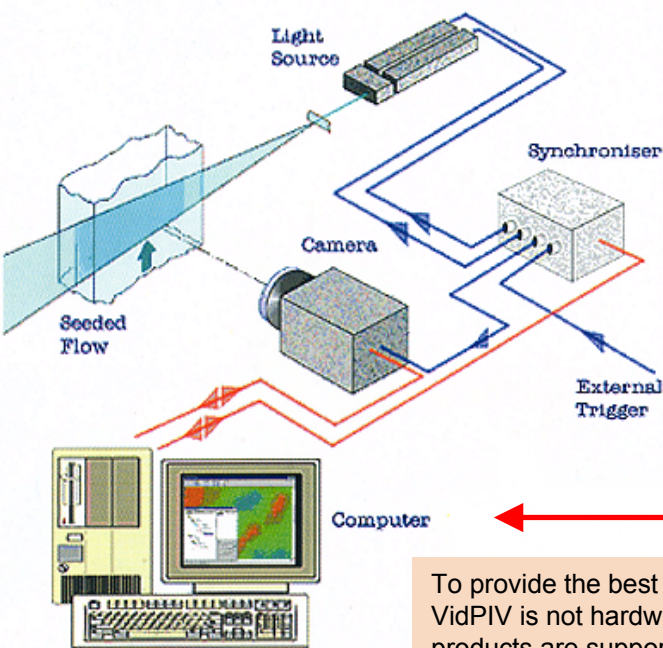 Light
Source
Synchroniser
Camera
Seeded
Flow
External
Trigger
Computer
To provide the best
VidPIV is not hardw
products are suppor